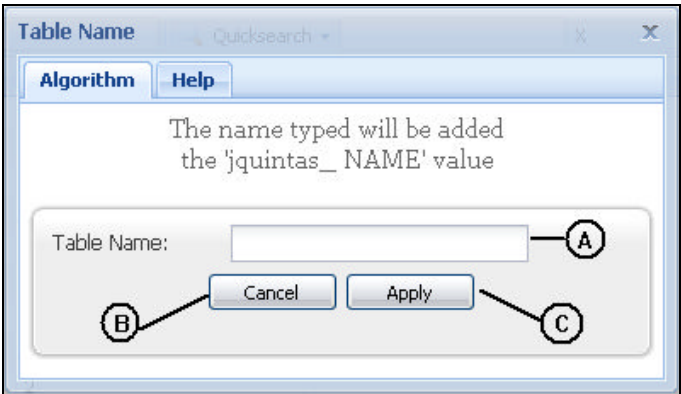 Table Name
Quicksearch
x
x
Algorithm
Help
The name typed will be added
the 'jquintas_ NAME' value
Table Name:
A
Cancel
Apply
B
C